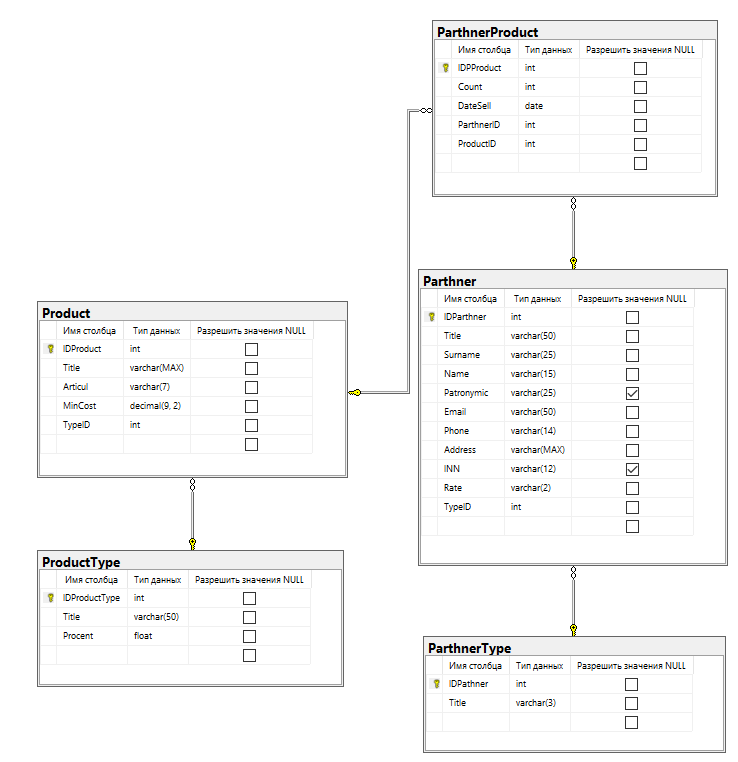 ParthnerProduct
Имя столбца Тип данных Разрешить значения NULL
IDPProduct int
Count int
DateSell date
ParthnerID int
ProductID int
Parthner
Имя столбца Тип данных Разрешить значения NULL
IDParthner int
Title varchar(50)
Surname varchar(25)
Name varchar(15)
Patronymic varchar(25)
Email varchar(50)
Phone varchar(14)
Address varchar(MAX)
INN varchar(12)
Rate varchar(2)
TypeID int
Product
Имя столбца Тип данных Разрешить значения NULL
IDProduct int
Title varchar(MAX)
Articul varchar(7)
MinCost decimal(9, 2)
TypeID int
ProductType
Имя столбца Тип данных Разрешить значения NULL
IDProductType int
Title varchar(50)
Procent float
ParthnerType
Имя столбца Тип данных Разрешить значения NULL
IDPathner int
Title varchar(3)